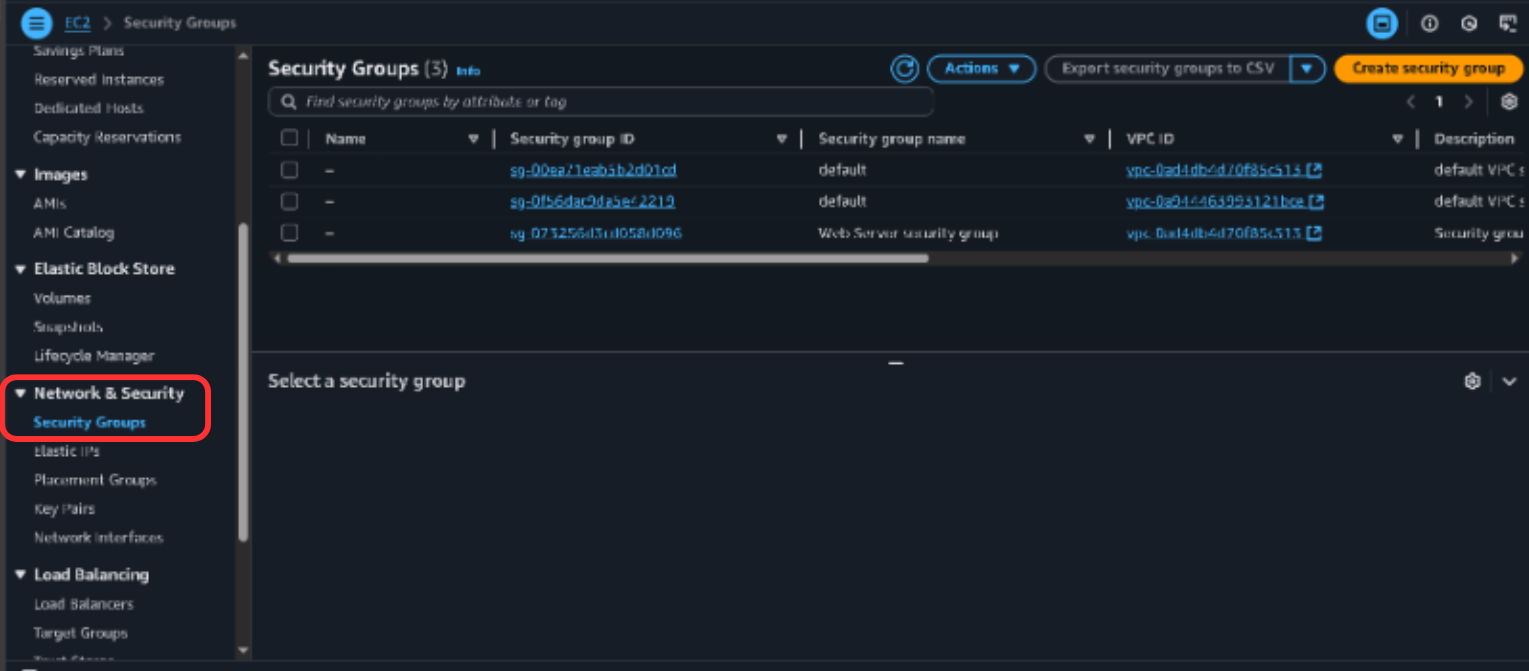 EC2 > Security Groups
Savings Plans
Reserved Instances
Dedicated Hosts
Capacity Reservations
Images
AMIs
AMI Catalog
Elastic Block Store
Volumes
Snapshots
Lifecycle Manager
Network & Security
Security Groups
Elastic IPs
Placement Groups
Key Pairs
Network Interfaces
Load Balancing
Load Balancers
Target Groups
Security Groups (3) Info
Actions
Export security groups to CSV
Create security group
Find security groups by attribute or tag
1
Name Security group ID Security group name VPC ID Description
– sg-00ea71eab5b2d01cd default vpc-0ad4db4d70f85c513 default VPC s
– sg-0f56dac9da5e42219 default vpc-0a944463993121bce default VPC s
– Web Server security group vpc-0ad4db4d70f85c513 Security grou
Select a security group